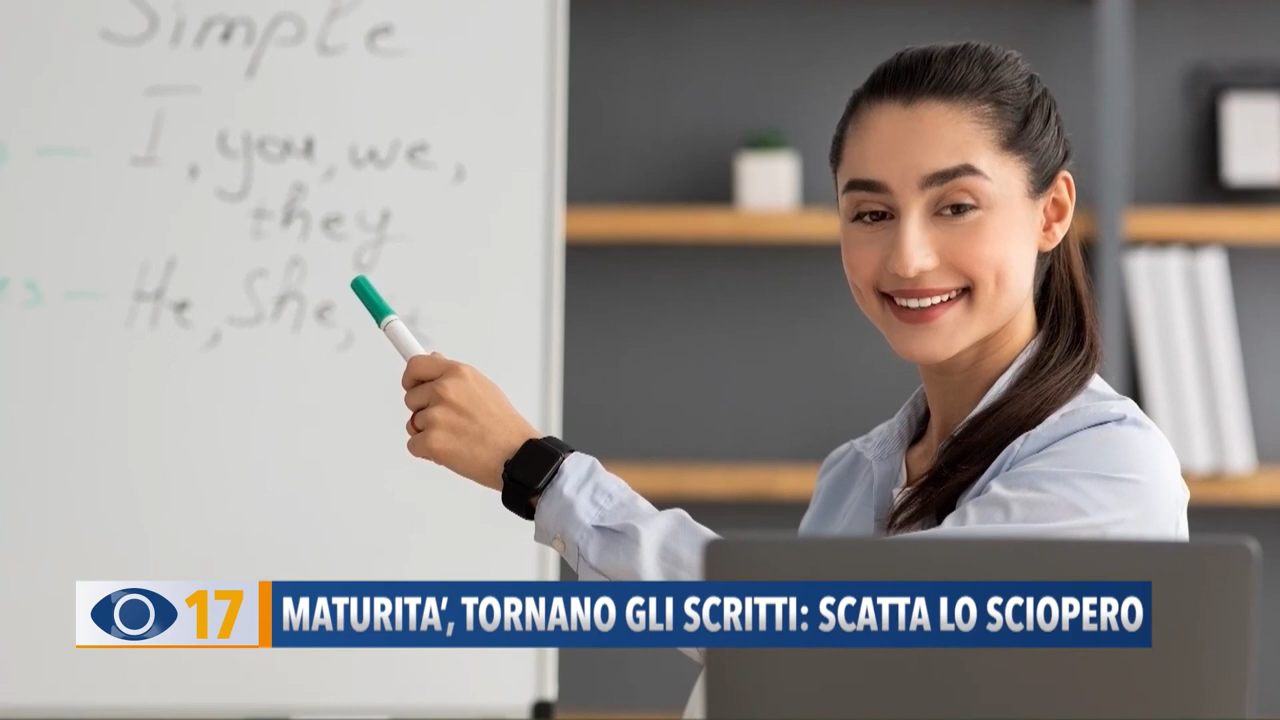 Simple
I, you, we,
they
He, She,
17
MATURITA', TORNANO GLI SCRITTI: SCATTA LO SCIOPERO